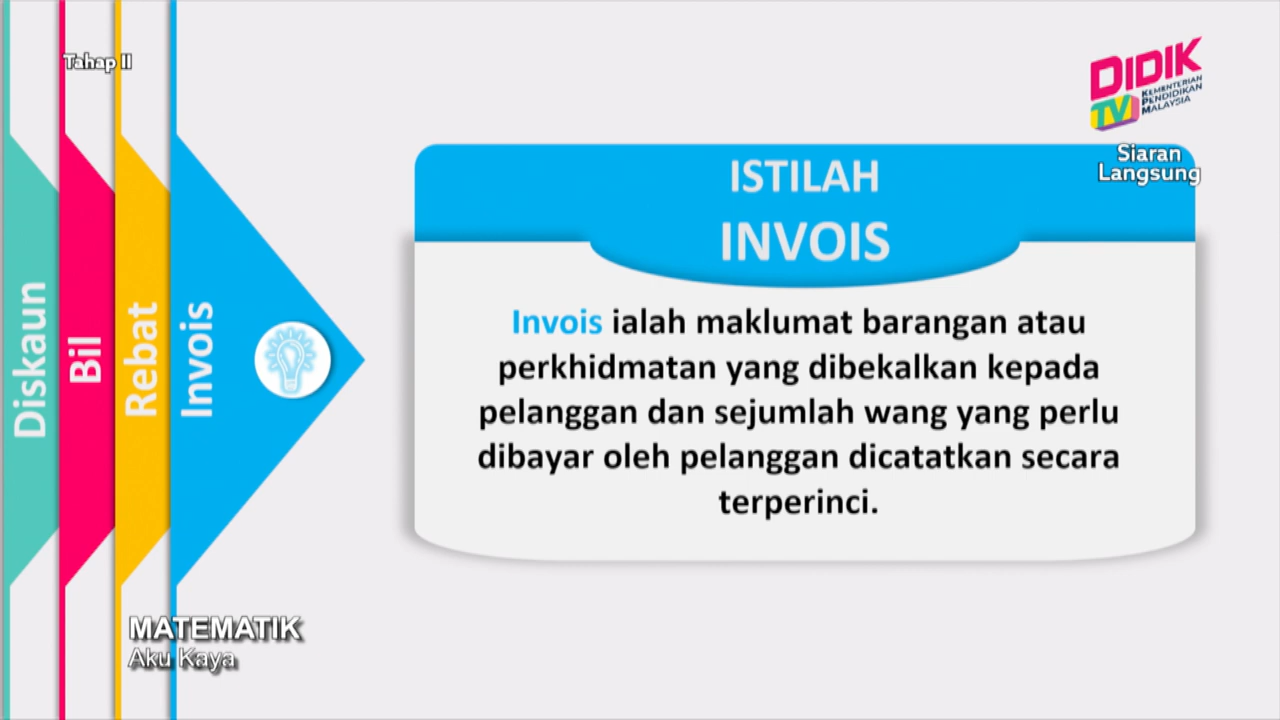 Tahap II
DIDIK
TV
KEMENTERIAN
PENDIDIKAN
MALAYSIA
Siaran
Langsung
Diskaun
Bil
Rebat
Invois
ISTILAH
INVOIS
Invois ialah maklumat barangan atau
perkhidmatan yang dibekalkan kepada
pelanggan dan sejumlah wang yang perlu
dibayar oleh pelanggan dicatatkan secara
terperinci.
MATEMATIK
Aku Kaya